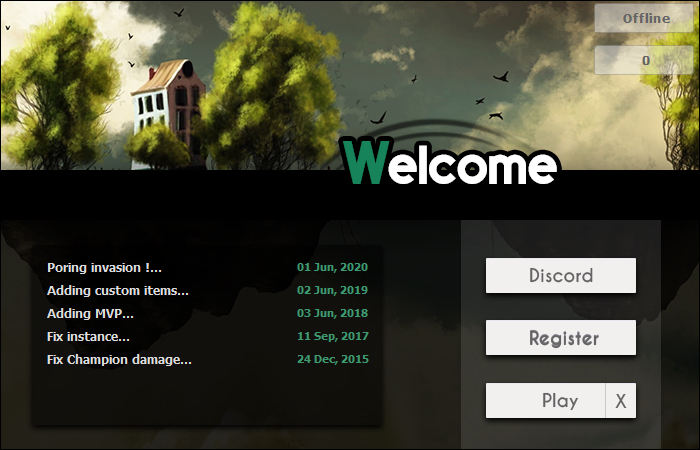 Offline
0
Welcome
Poring invasion !... 01 Jun, 2020
Adding custom items... 02 Jun, 2019
Adding MVP... 03 Jun, 2018
Fix instance... 11 Sep, 2017
Fix Champion damage... 24 Dec, 2015
Discord
Register
Play X